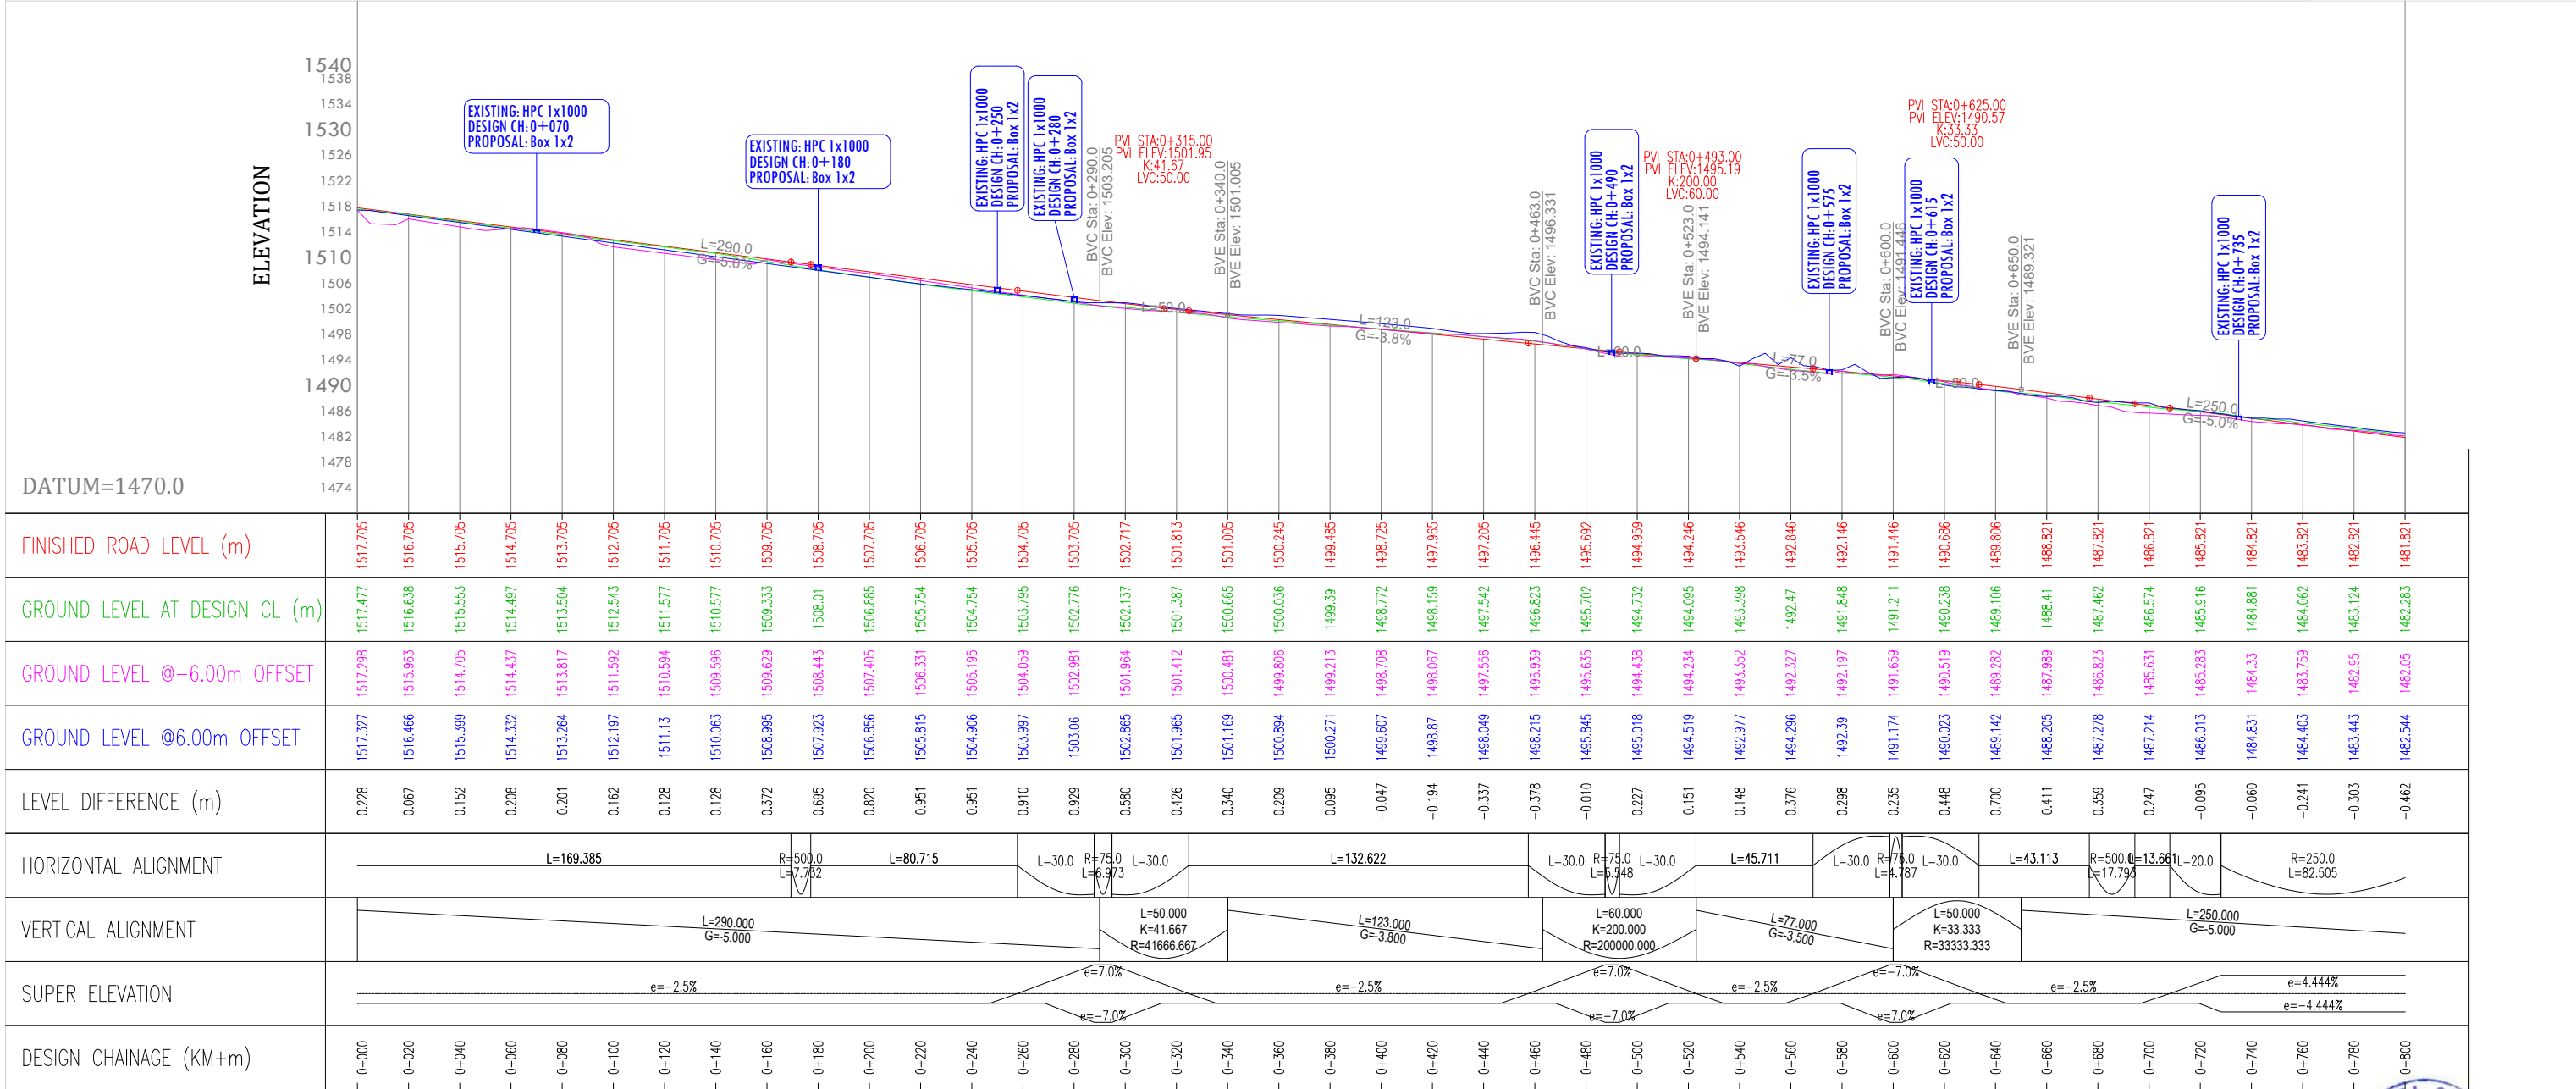 1540
1538
1534
1530
1526
1522
1518
1514
1510
1506
1502
1498
1494
1490
1486
1482
1478
1474
ELEVATION
DATUM=1470.0
EXISTING: HPC 1x1000
DESIGN CH: 0+070
PROPOSAL: Box 1x2
EXISTING: HPC 1x1000
DESIGN CH: 0+180
PROPOSAL: Box 1x2
EXISTING: HPC 1x1000
DESIGN CH: 0+250
PROPOSAL: Box 1x2
EXISTING: HPC 1x1000
DESIGN CH: 0+280
PROPOSAL: Box 1x2
BVC Sta: 0+290.0
BVC Elev: 1503.205
PVI STA:0+315.00
PVI ELEV:1501.95
K:41.67
LVC:50.00
BVE Sta: 0+340.0
BVE Elev: 1501.005
BVC Sta: 0+463.0
BVC Elev: 1496.331
EXISTING: HPC 1x1000
DESIGN CH: 0+490
PROPOSAL: Box 1x2
PVI STA:0+493.00
PVI ELEV:1495.19
K:200.00
LVC:60.00
BVE Sta: 0+523.0
BVE Elev: 1494.141
EXISTING: HPC 1x1000
DESIGN CH: 0+575
PROPOSAL: Box 1x2
BVC Sta: 0+600.0
BVC Elev: 1491.446
EXISTING: HPC 1x1000
DESIGN CH: 0+615
PROPOSAL: Box 1x2
PVI STA:0+625.00
PVI ELEV:1490.57
K:33.33
LVC:50.00
BVE Sta: 0+650.0
BVE Elev: 1489.321
EXISTING: HPC 1x1000
DESIGN CH: 0+735
PROPOSAL: Box 1x2
L=290.0
G=-5.0%
L=50.0
L=123.0
G=-3.8%
L=60.0
L=77.0
G=-3.5%
L=50.0
L=250.0
G=-5.0%
FINISHED ROAD LEVEL (m) 1517.705 1516.705 1515.705 1514.705 1513.705 1512.705 1511.705 1510.705 1509.705 1508.705 1507.705 1506.705 1505.705 1504.705 1503.705 1502.717 1501.813 1501.005 1500.245 1499.485 1498.725 1497.965 1497.205 1496.445 1495.692 1494.959 1494.246 1493.546 1492.846 1492.146 1491.446 1490.686 1489.806 1488.821 1487.821 1486.821 1485.821 1484.821 1483.821 1482.821 1481.821
GROUND LEVEL AT DESIGN CL (m) 1517.477 1516.638 1515.553 1514.497 1513.504 1512.543 1511.577 1510.577 1509.333 1508.01 1506.885 1505.754 1504.754 1503.795 1502.776 1502.137 1501.387 1500.665 1500.036 1499.39 1498.772 1498.159 1497.542 1496.823 1495.702 1494.732 1494.095 1493.398 1492.47 1491.848 1491.211 1490.238 1489.106 1488.41 1487.462 1486.574 1485.916 1484.881 1484.062 1483.124 1482.283
GROUND LEVEL @-6.00m OFFSET 1517.298 1515.963 1514.705 1514.437 1513.817 1511.592 1510.594 1509.596 1509.629 1508.443 1507.405 1506.331 1505.195 1504.059 1502.981 1501.964 1501.412 1500.481 1499.806 1499.213 1498.708 1498.067 1497.556 1496.939 1495.635 1494.438 1494.234 1493.352 1492.327 1492.197 1491.659 1490.519 1489.282 1487.989 1486.823 1485.631 1485.283 1484.33 1483.759 1482.95 1482.05
GROUND LEVEL @6.00m OFFSET 1517.327 1516.466 1515.399 1514.332 1513.264 1512.197 1511.13 1510.063 1508.995 1507.923 1506.856 1505.815 1504.906 1503.997 1503.06 1502.865 1501.965 1501.169 1500.894 1500.271 1499.607 1498.87 1498.049 1498.215 1495.845 1495.018 1494.519 1492.977 1494.296 1492.39 1491.174 1490.023 1489.142 1488.205 1487.278 1487.214 1486.013 1484.831 1484.403 1483.443 1482.544
LEVEL DIFFERENCE (m) 0.228 0.067 0.152 0.208 0.201 0.162 0.128 0.128 0.372 0.695 0.820 0.951 0.951 0.910 0.929 0.580 0.426 0.340 0.209 0.095 -0.047 -0.194 -0.337 -0.378 -0.010 0.227 0.151 0.148 0.376 0.298 0.235 0.448 0.700 0.411 0.359 0.247 -0.095 -0.060 -0.241 -0.303 -0.462
HORIZONTAL ALIGNMENT
L=169.385
R=500.0
L=7.732
L=80.715
L=30.0
R=75.0
L=6.973
L=30.0
L=132.622
L=30.0
R=75.0
L=5.548
L=30.0
L=45.711
L=30.0
R=75.0
L=4.787
L=30.0
L=43.113
R=500.0
L=17.793
L=13.661
L=20.0
R=250.0
L=82.505
VERTICAL ALIGNMENT
L=290.000
G=-5.000
L=50.000
K=41.667
R=41666.667
L=123.000
G=-3.800
L=60.000
K=200.000
R=200000.000
L=77.000
G=-3.500
L=50.000
K=33.333
R=33333.333
L=250.000
G=-5.000
SUPER ELEVATION
e=-2.5%
e=7.0%
e=-7.0%
e=-2.5%
e=7.0%
e=-7.0%
e=-2.5%
e=-7.0%
e=7.0%
e=-2.5%
e=4.444%
e=-4.444%
DESIGN CHAINAGE (KM+m) 0+000 0+020 0+040 0+060 0+080 0+100 0+120 0+140 0+160 0+180 0+200 0+220 0+240 0+260 0+280 0+300 0+320 0+340 0+360 0+380 0+400 0+420 0+440 0+460 0+480 0+500 0+520 0+540 0+560 0+580 0+600 0+620 0+640 0+660 0+680 0+700 0+720 0+740 0+760 0+780 0+800